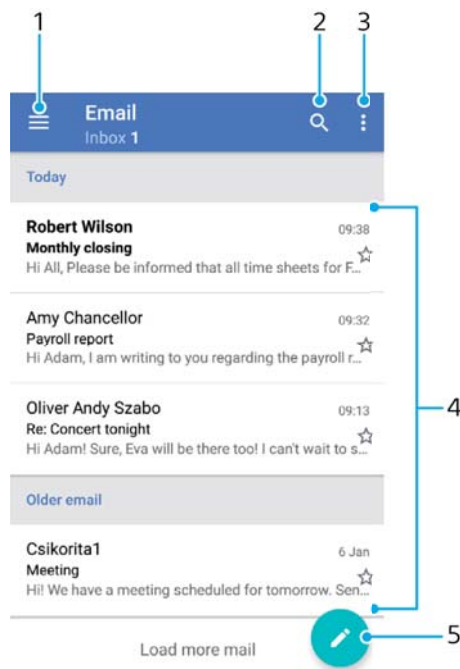 1 2 3
Email
Inbox 1
Today
Robert Wilson 09:38
Monthly closing
Hi All, Please be informed that all time sheets for F...
Amy Chancellor 09:32
Payroll report
Hi Adam, I am writing to you regarding the payroll r...
Oliver Andy Szabo 09:13
4
Re: Concert tonight
Hi Adam! Sure, Eva will be there too! I can't wait to s...
Older email
Csikorita1 6 Jan
Meeting
Hi! We have a meeting scheduled for tomorrow. Sen...
5
Load more mail